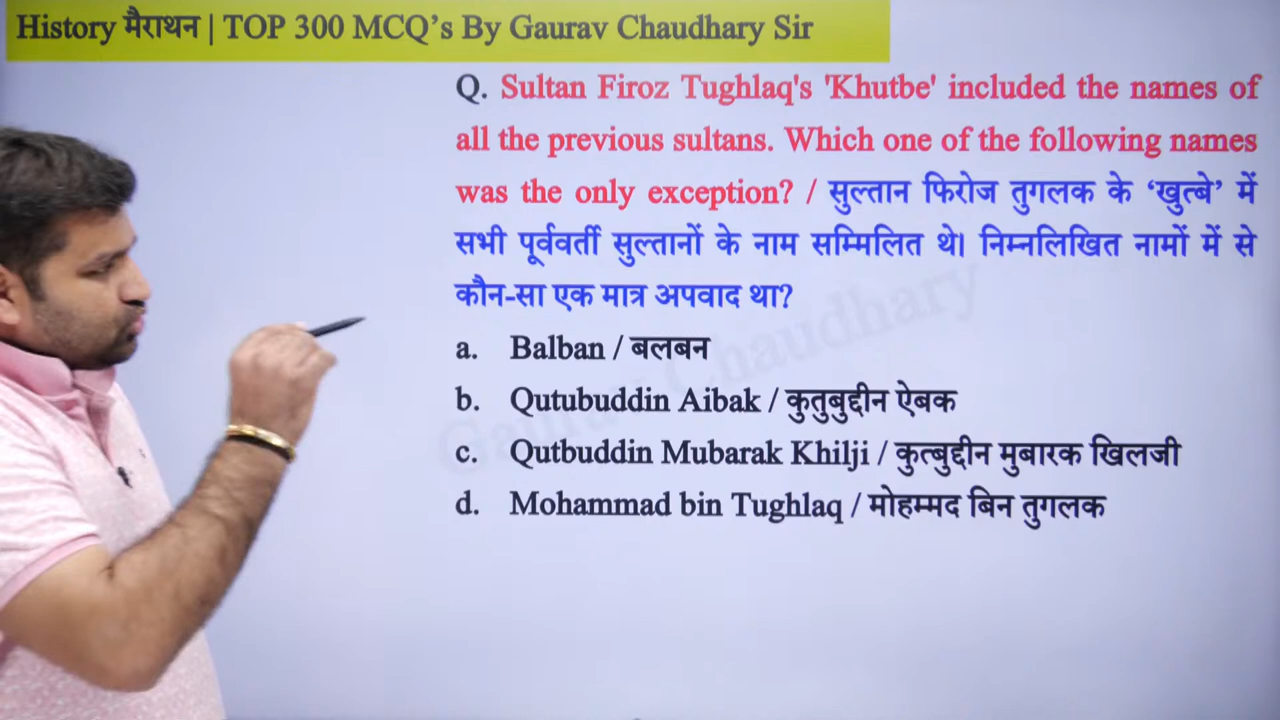 History मैराथन | TOP 300 MCQ’s By Gaurav Chaudhary Sir
Q. Sultan Firoz Tughlaq's 'Khutbe' included the names of
all the previous sultans. Which one of the following names
was the only exception? / सुल्तान फिरोज तुगलक के ‘खुत्बे’ में
सभी पूर्ववर्ती सुल्तानों के नाम सम्मिलित थे। निम्नलिखित नामों में से
कौन-सा एक मात्र अपवाद था?
a. Balban / बलबन
b. Qutubuddin Aibak / कुतुबुद्दीन ऐबक
c. Qutbuddin Mubarak Khilji / कुत्बुद्दीन मुबारक खिलजी
d. Mohammad bin Tughlaq / मोहम्मद बिन तुगलक
Gaurav Chaudhary